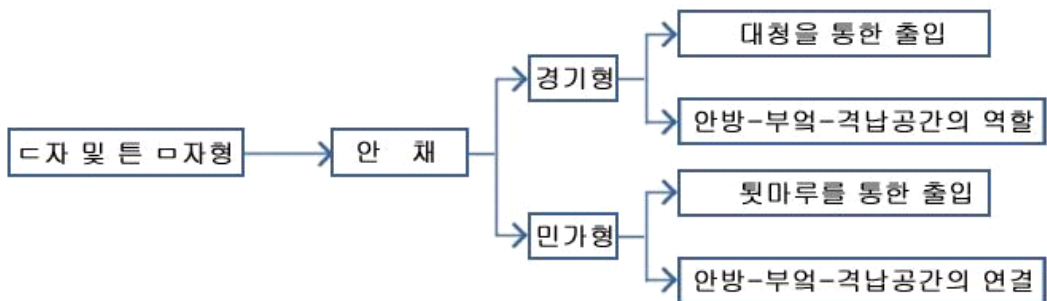 ㄷ자 및 튼 ㅁ자형
안 채
경기형
대청을 통한 출입
안방-부엌-격납공간의 역할
민가형
툇마루를 통한 출입
안방-부엌-격납공간의 연결